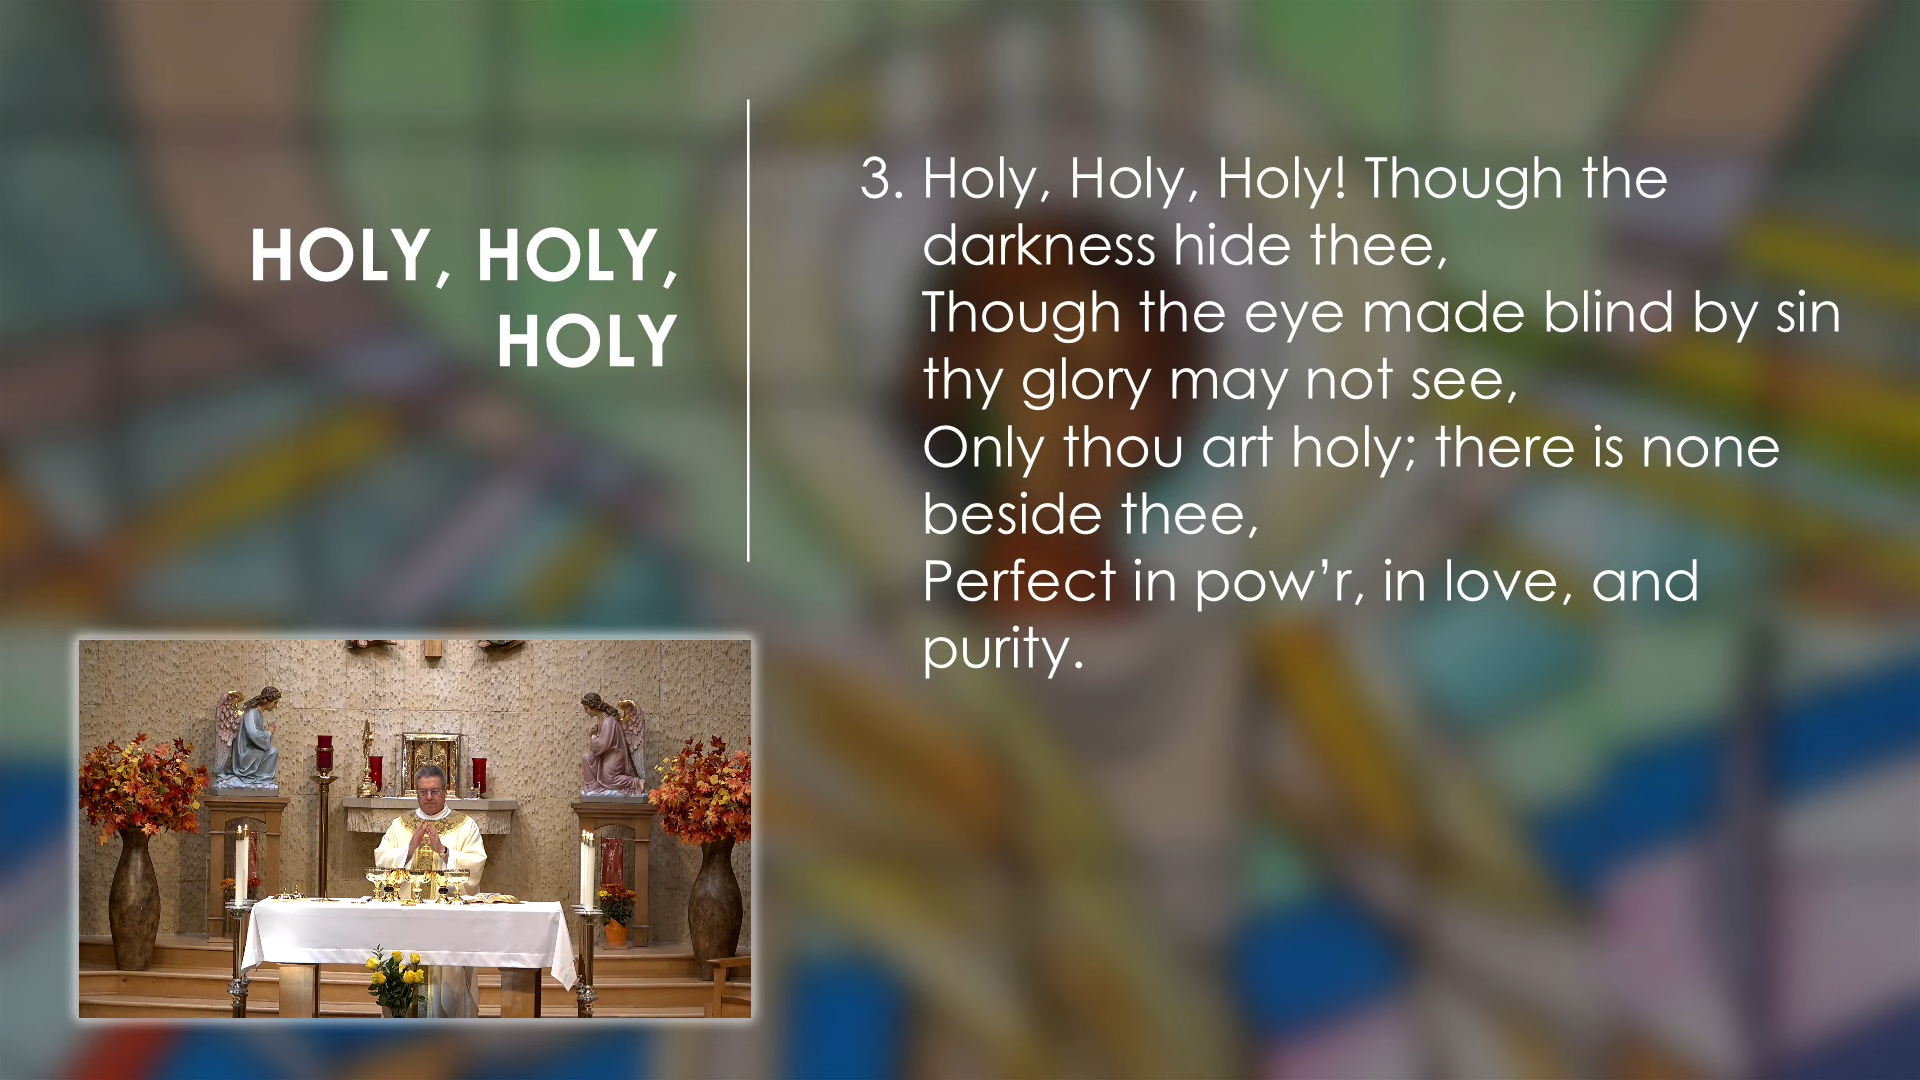 HOLY, HOLY,
HOLY
3. Holy, Holy, Holy! Though the
darkness hide thee,
Though the eye made blind by sin
thy glory may not see,
Only thou art holy; there is none
beside thee,
Perfect in pow’r, in love, and
purity.